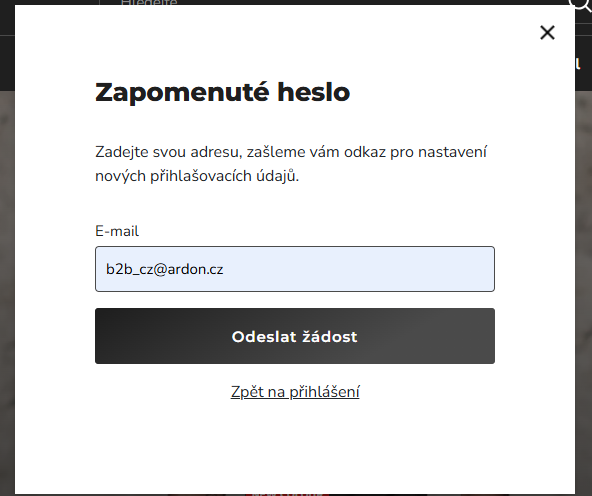 Hledejte
Zapomenuté heslo
Zadejte svou adresu, zašleme vám odkaz pro nastavení
nových přihlašovacích údajů.
E-mail
b2b_cz@ardon.cz
Odeslat žádost
Zpět na přihlášení